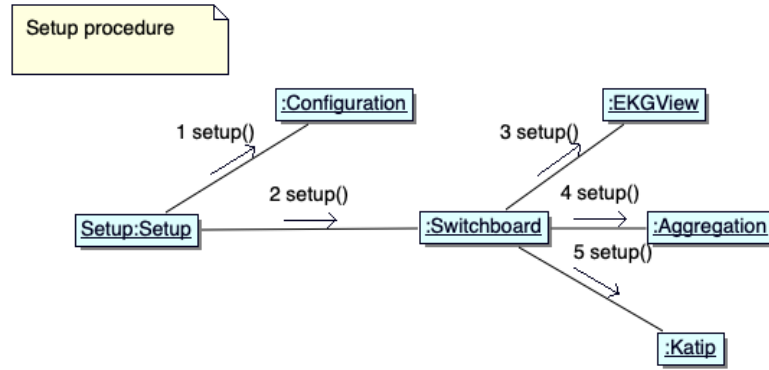 Setup procedure
:Configuration
:EKGView
1 setup()
3 setup()
2 setup()
4 setup()
Setup:Setup
:Switchboard
:Aggregation
5 setup()
:Katip